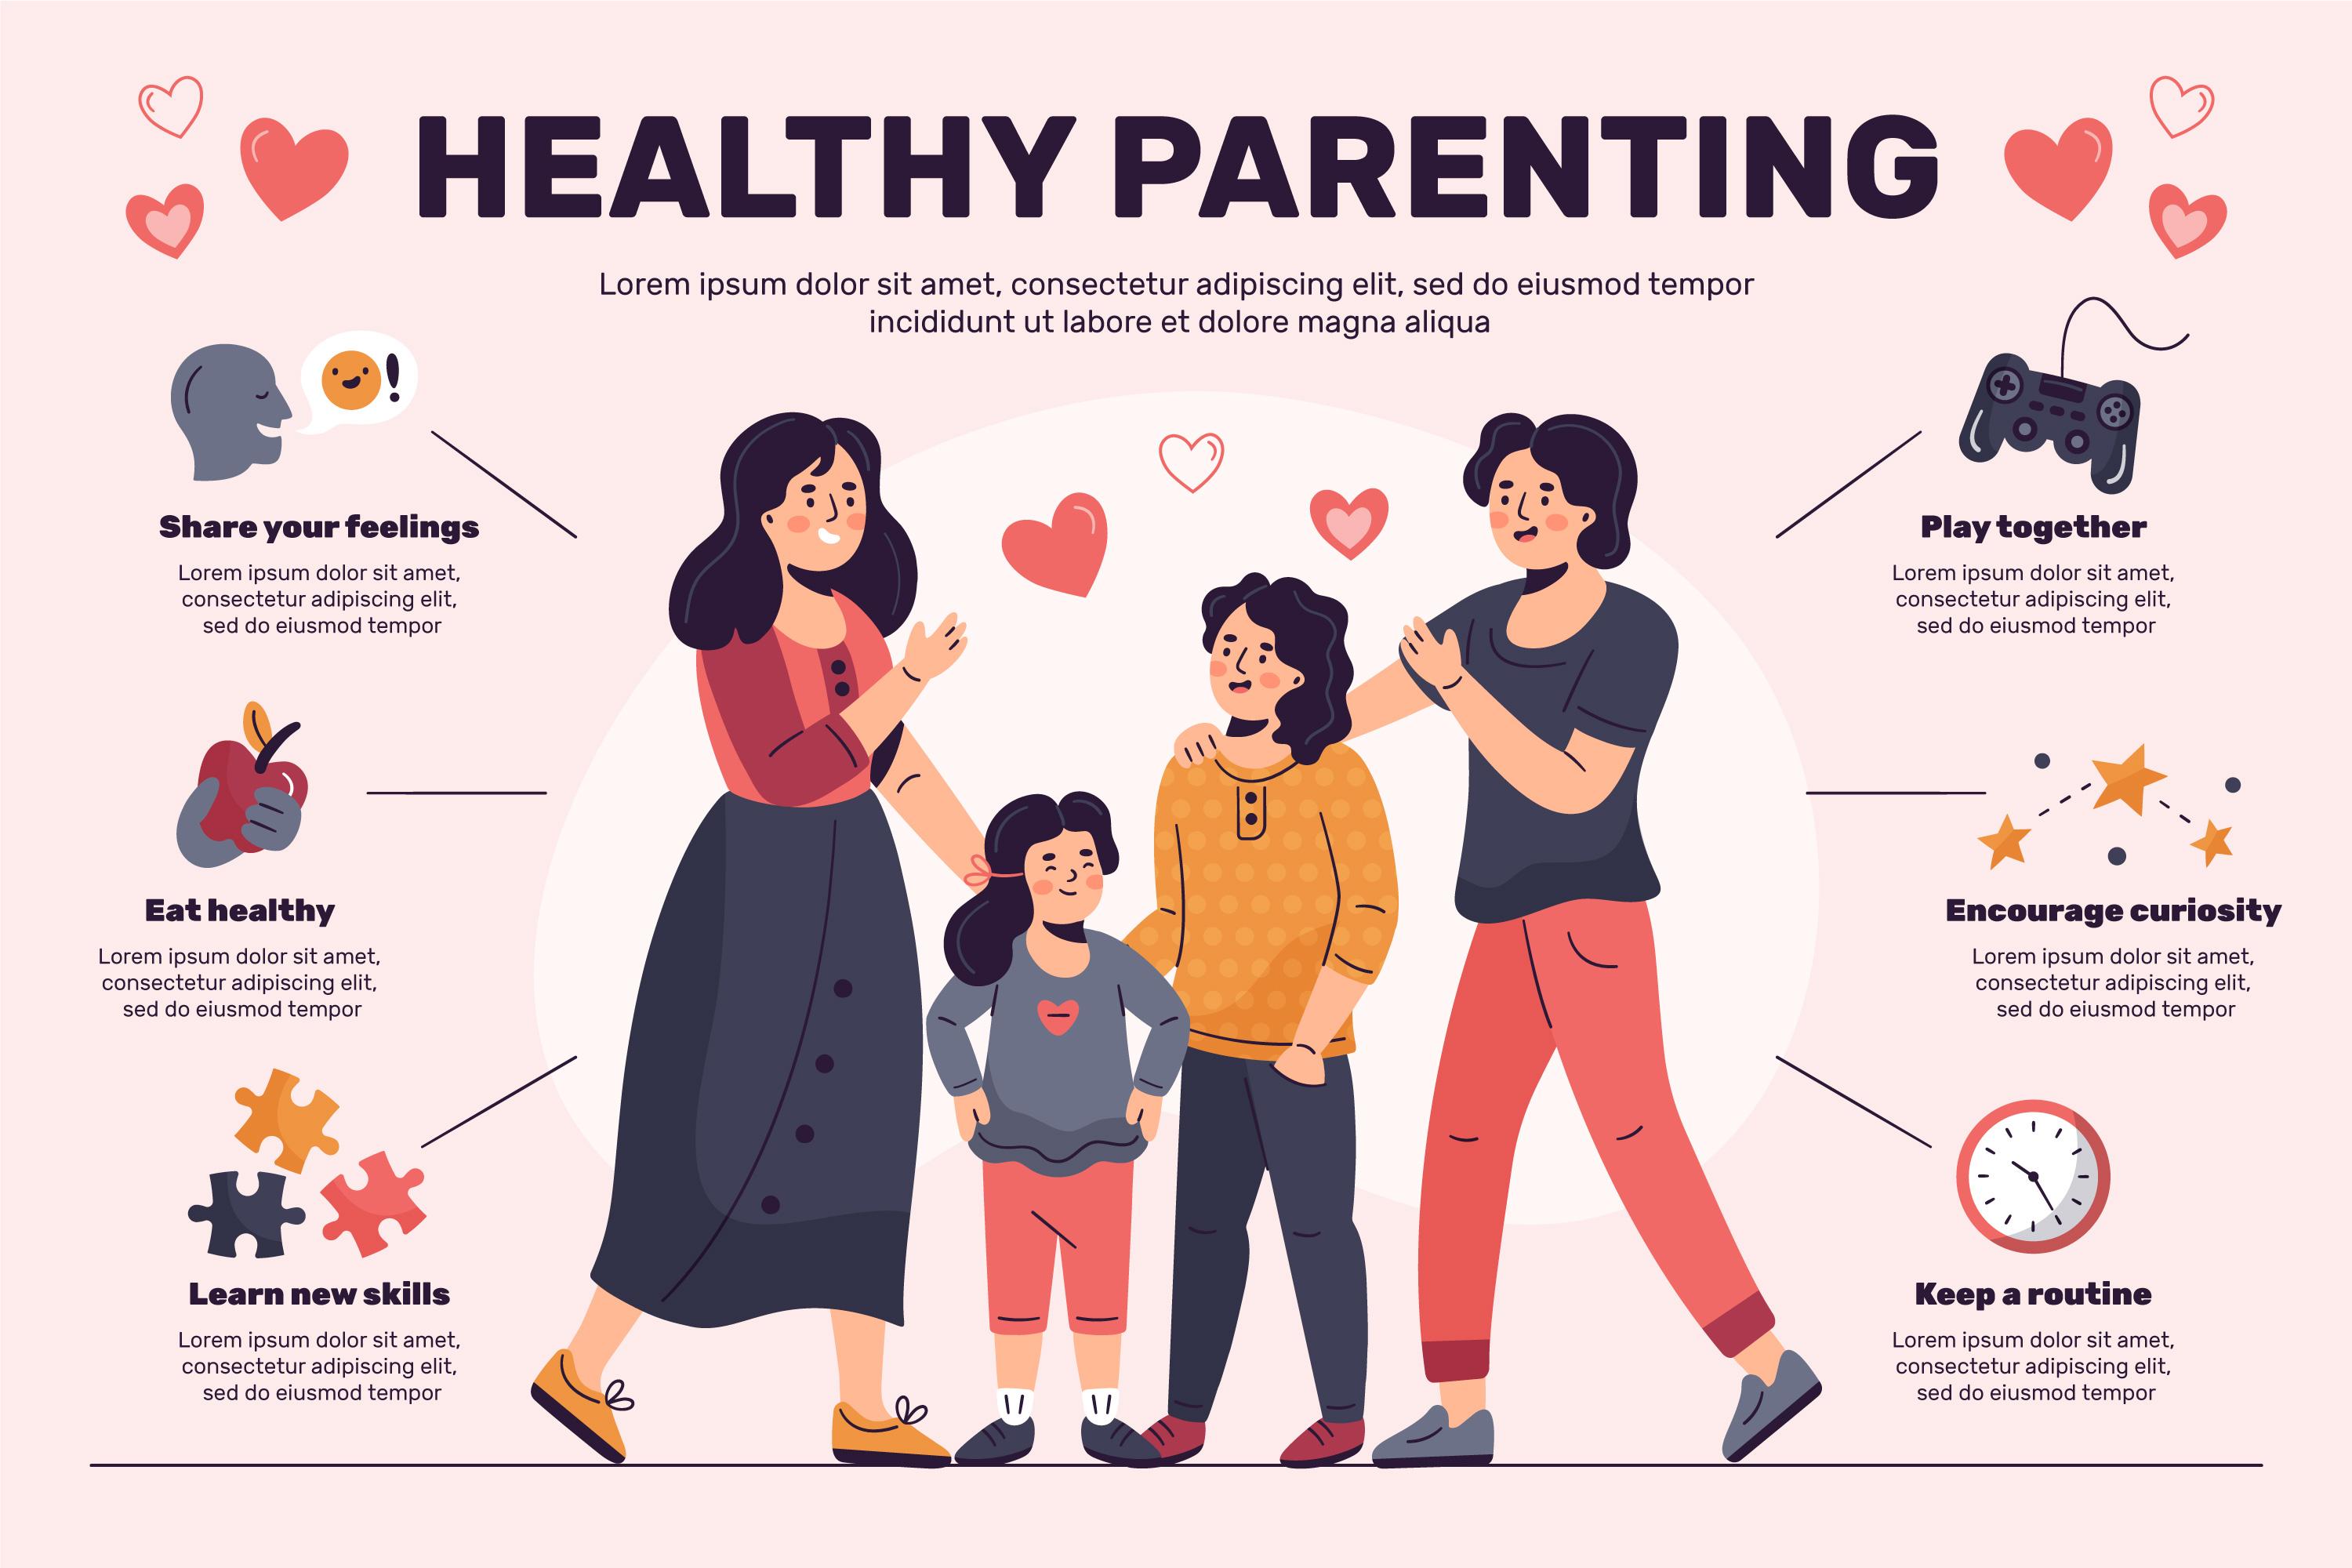 HEALTHY PARENTING
Lorem ipsum dolor sit amet, consectetur adipiscing elit, sed do eiusmod tempor
incididunt ut labore et dolore magna aliqua
Share your feelings
Lorem ipsum dolor sit amet,
consectetur adipiscing elit,
sed do eiusmod tempor
Eat healthy
Lorem ipsum dolor sit amet,
consectetur adipiscing elit,
sed do eiusmod tempor
Learn new skills
Lorem ipsum dolor sit amet,
consectetur adipiscing elit,
sed do eiusmod tempor
Play together
Lorem ipsum dolor sit amet,
consectetur adipiscing elit,
sed do eiusmod tempor
Encourage curiosity
Lorem ipsum dolor sit amet,
consectetur adipiscing elit,
sed do eiusmod tempor
Keep a routine
Lorem ipsum dolor sit amet,
consectetur adipiscing elit,
sed do eiusmod tempor